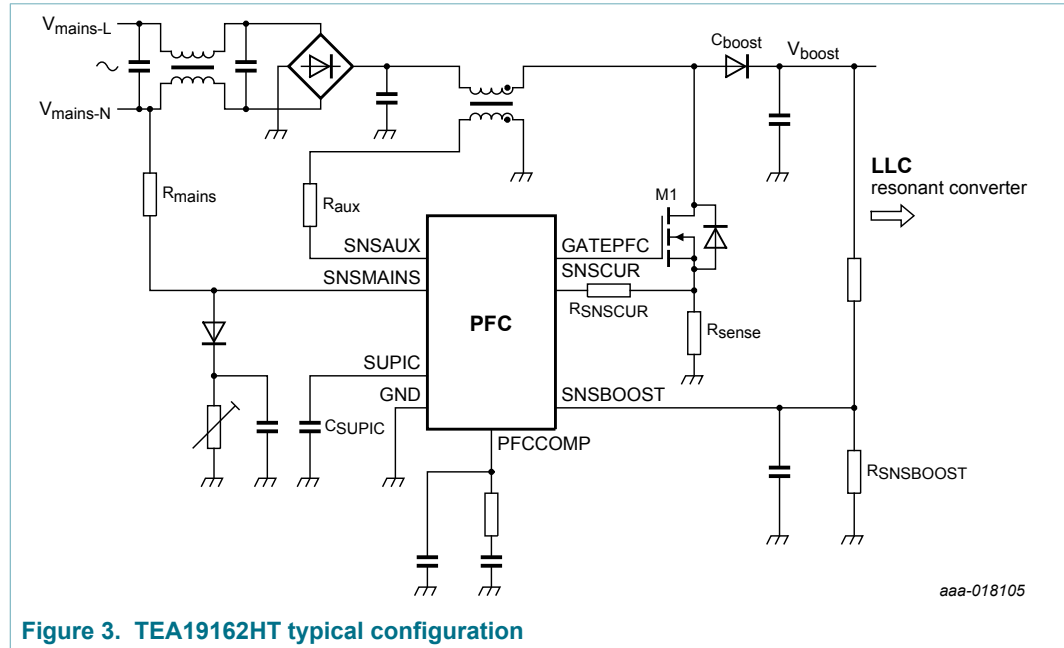 Vmains-L
Cboost
Vboost
Vmains-N
LLC
resonant converter
Rmains
Raux
M1
SNSAUX
GATEPFC
SNSMAINS
SNSCUR
PFC
RSNSCUR
Rsense
SUPIC
GND
SNSBOOST
CSUPIC
PFCCOMP
RSNSBOOST
aaa-018105
Figure 3. TEA19162HT typical configuration